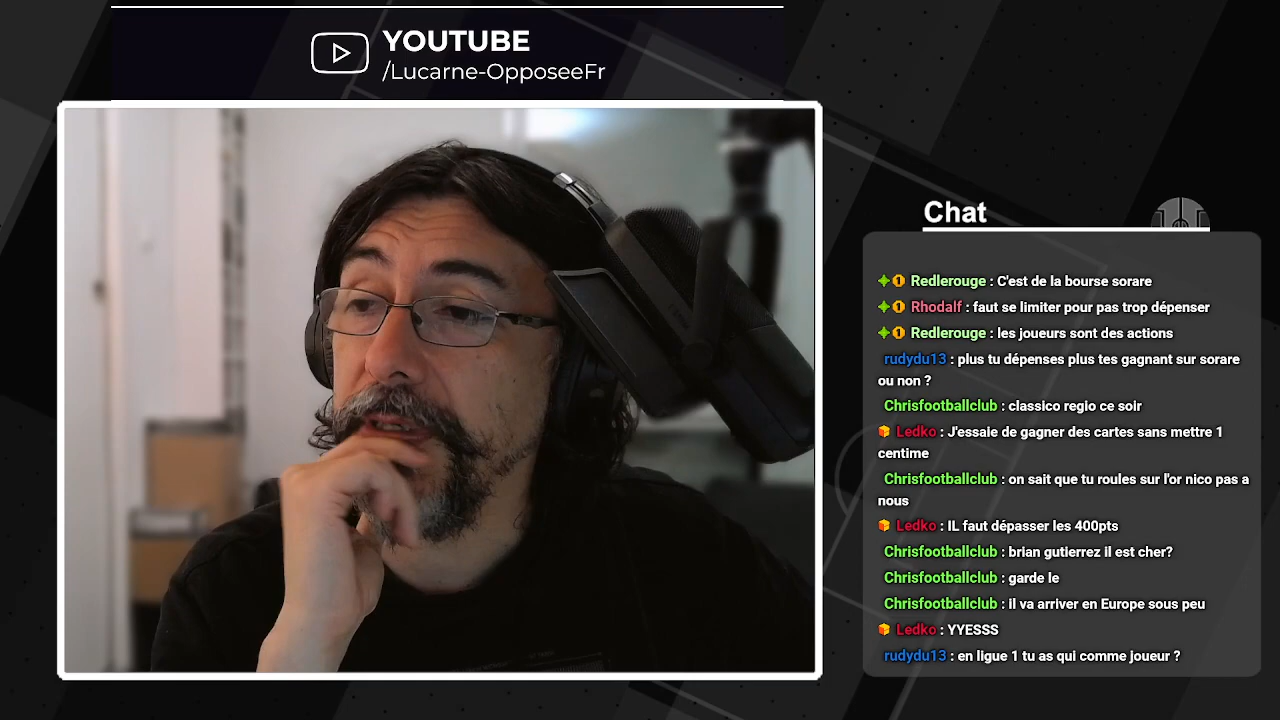 YOUTUBE
/Lucarne-OpposeeFr
Chat
Redlerouge : C'est de la bourse sorare
Rhodalf : faut se limiter pour pas trop dépenser
Redlerouge : les joueurs sont des actions
rudydu13 : plus tu dépenses plus tes gagnant sur sorare
ou non ?
Chrisfootballclub : classico regio ce soir
Ledko : J'essaie de gagner des cartes sans mettre 1
centime
Chrisfootballclub : on sait que tu roules sur l'or nico pas a
nous
Ledko : IL faut dépasser les 400pts
Chrisfootballclub : brian gutierrez il est cher?
Chrisfootballclub : garde le
Chrisfootballclub : il va arriver en Europe sous peu
Ledko : YYESSS
rudydu13 : en ligue 1 tu as qui comme joueur ?